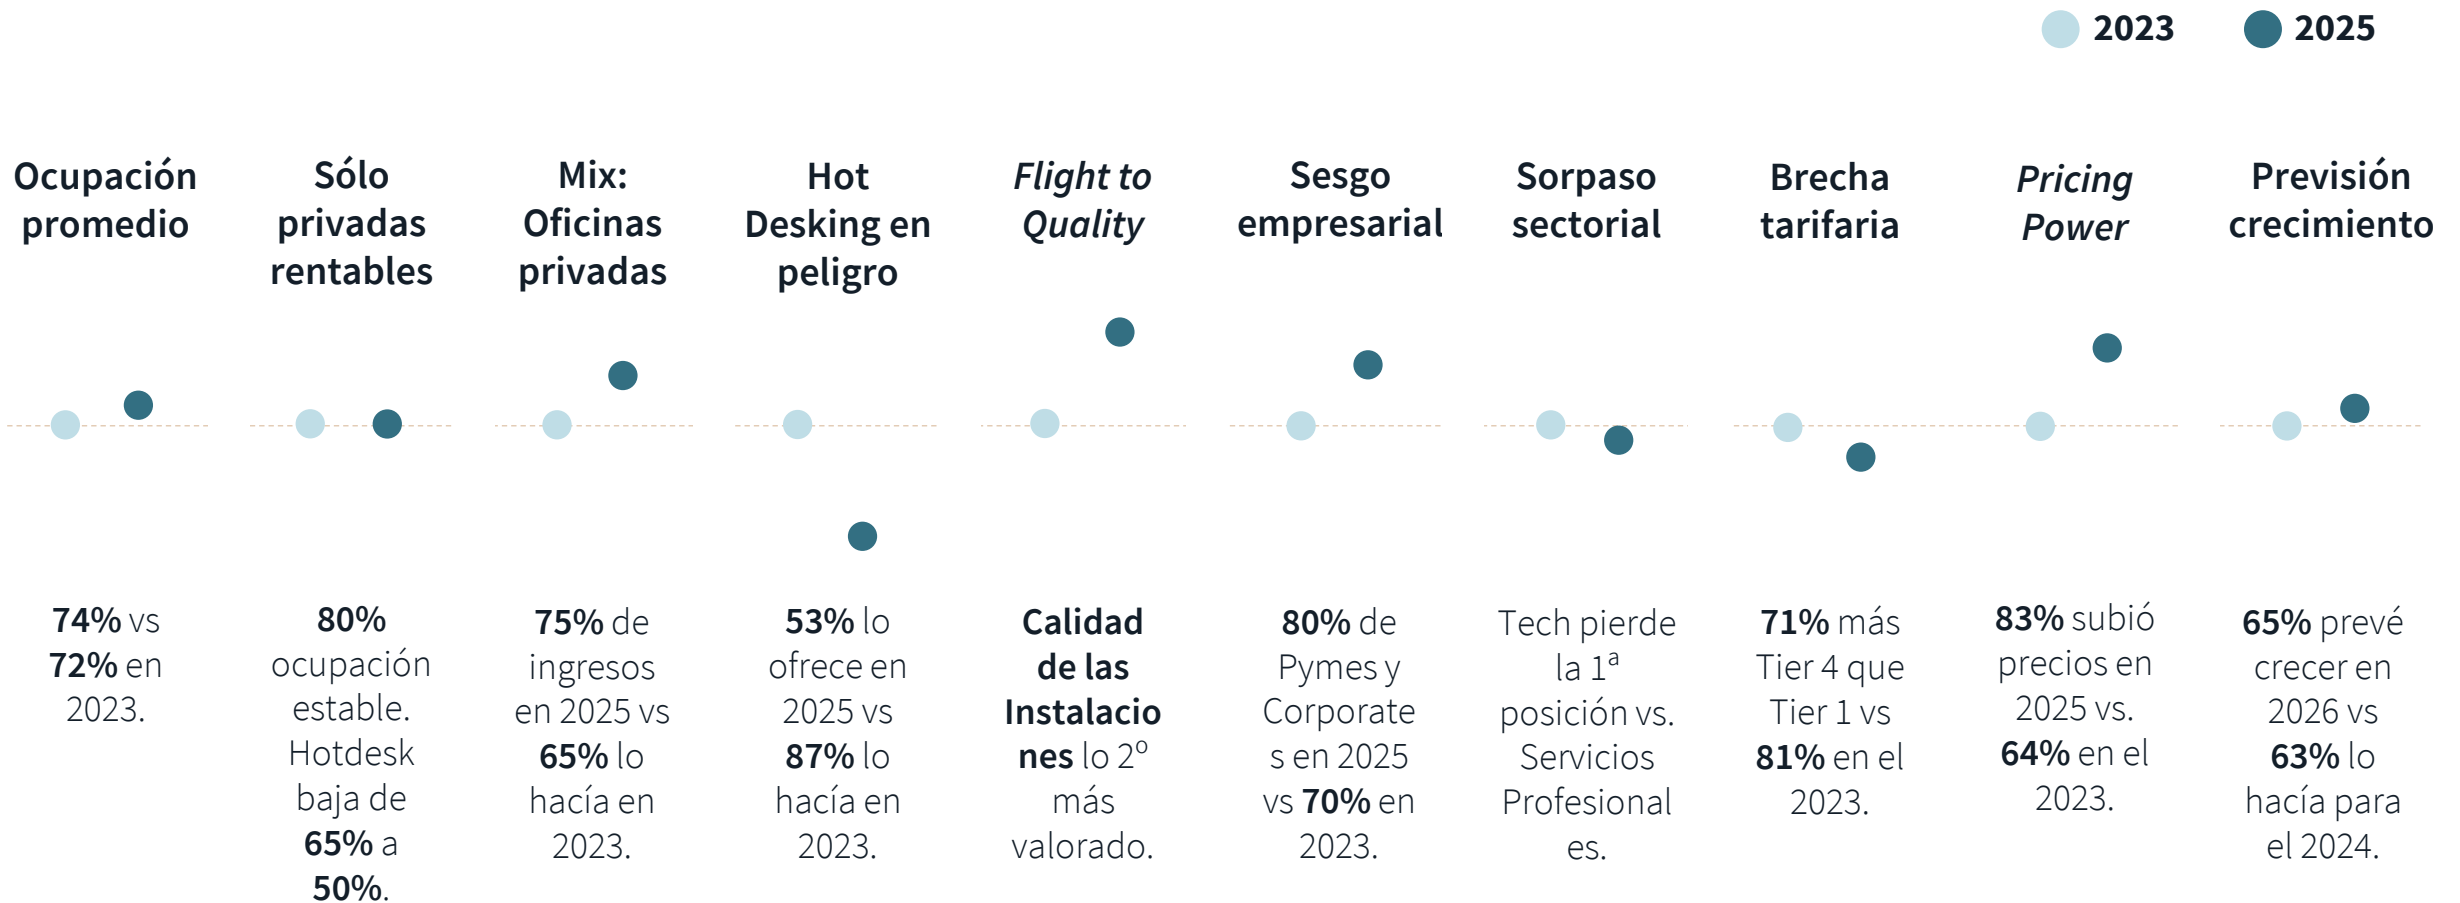 2023
2025
Ocupación
promedio
Sólo
privadas
rentables
Mix:
Oficinas
privadas
Hot
Desking en
peligro
Flight to
Quality
Sesgo
empresarial
Sorpaso
sectorial
Brecha
tarifaria
Pricing
Power
Previsión
crecimiento
74% vs
72% en
2023.
80%
ocupación
estable.
Hotdesk
baja de
65% a
50%.
75% de
ingresos
en 2025 vs
65% lo
hacía en
2023.
53% lo
ofrece en
2025 vs
87% lo
hacía en
2023.
Calidad
de las
Instalacio
nes lo 2º
más
valorado.
80% de
Pymes y
Corporate
s en 2025
vs 70% en
2023.
Tech pierde
la 1ª
posición vs.
Servicios
Profesional
es.
71% más
Tier 4 que
Tier 1 vs
81% en el
2023.
83% subió
precios en
2025 vs.
64% en el
2023.
65% prevé
crecer en
2026 vs
63% lo
hacía para
el 2024.